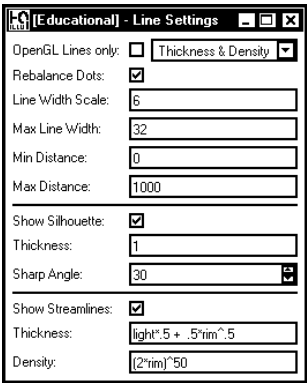 [Educational] - Line Settings
OpenGL Lines only: Thickness & Density
Rebalance Dots:
Line Width Scale: 6
Max Line Width: 32
Min Distance: 0
Max Distance: 1000
Show Silhouette:
Thickness: 1
Sharp Angle: 30
Show Streamlines:
Thickness: light*.5 + .5*rim^.5
Density: (2*rim)^50